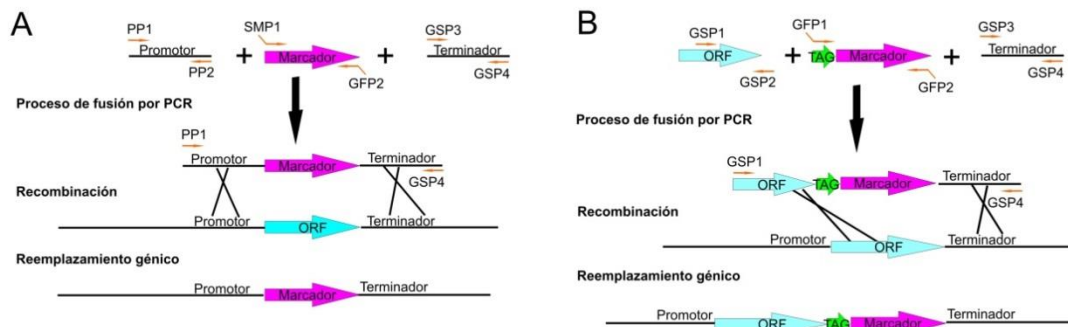 A
PP1
Promotor
PP2
+
SMP1
Marcador
GFP2
+
GSP3
Terminador
GSP4
Proceso de fusión por PCR
PP1
Promotor
Marcador
Terminador
GSP4
Recombinación
Promotor
ORF
Terminador
Reemplazamiento génico
Promotor
Marcador
Terminador
B
GSP1
ORF
GSP2
+
GFP1
TAG
Marcador
GFP2
+
GSP3
Terminador
GSP4
Proceso de fusión por PCR
GSP1
ORF
TAG
Marcador
Terminador
GSP4
Recombinación
Promotor
ORF
Terminador
Reemplazamiento génico
Promotor
ORF
TAG
Marcador
Terminador